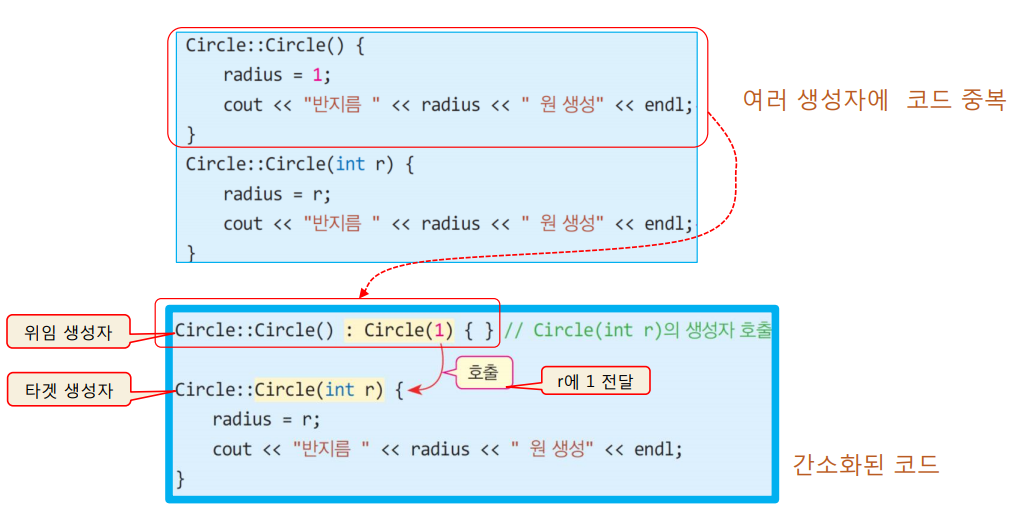 Circle::Circle() {
radius = 1;
cout << "반지름 " << radius << " 원 생성" << endl;
}
여러 생성자에 코드 중복
Circle::Circle(int r) {
radius = r;
cout << "반지름 " << radius << " 원 생성" << endl;
}
위임 생성자
Circle::Circle() : Circle(1) { } // Circle(int r)의 생성자 호출
호출
r에 1 전달
타겟 생성자
Circle::Circle(int r) {
radius = r;
cout << "반지름 " << radius << " 원 생성" << endl;
}
간소화된 코드